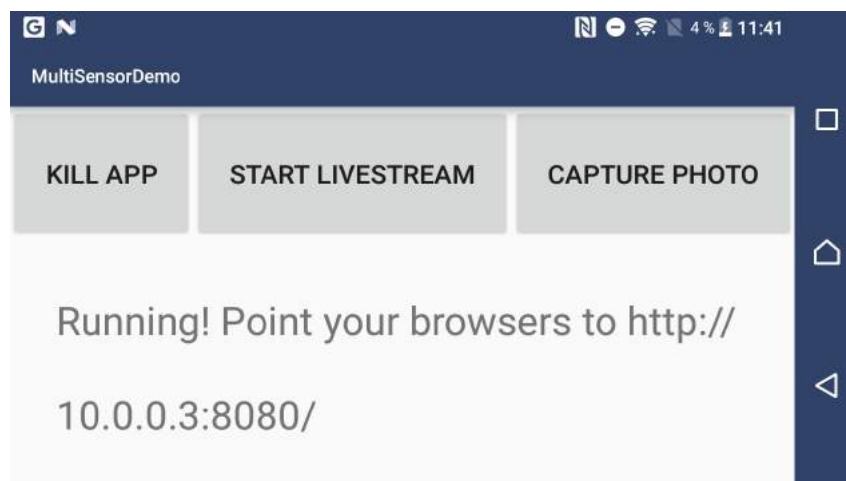 4% 11:41
MultiSensorDemo
KILL APP START LIVESTREAM CAPTURE PHOTO
Running! Point your browsers to http://
10.0.0.3:8080/